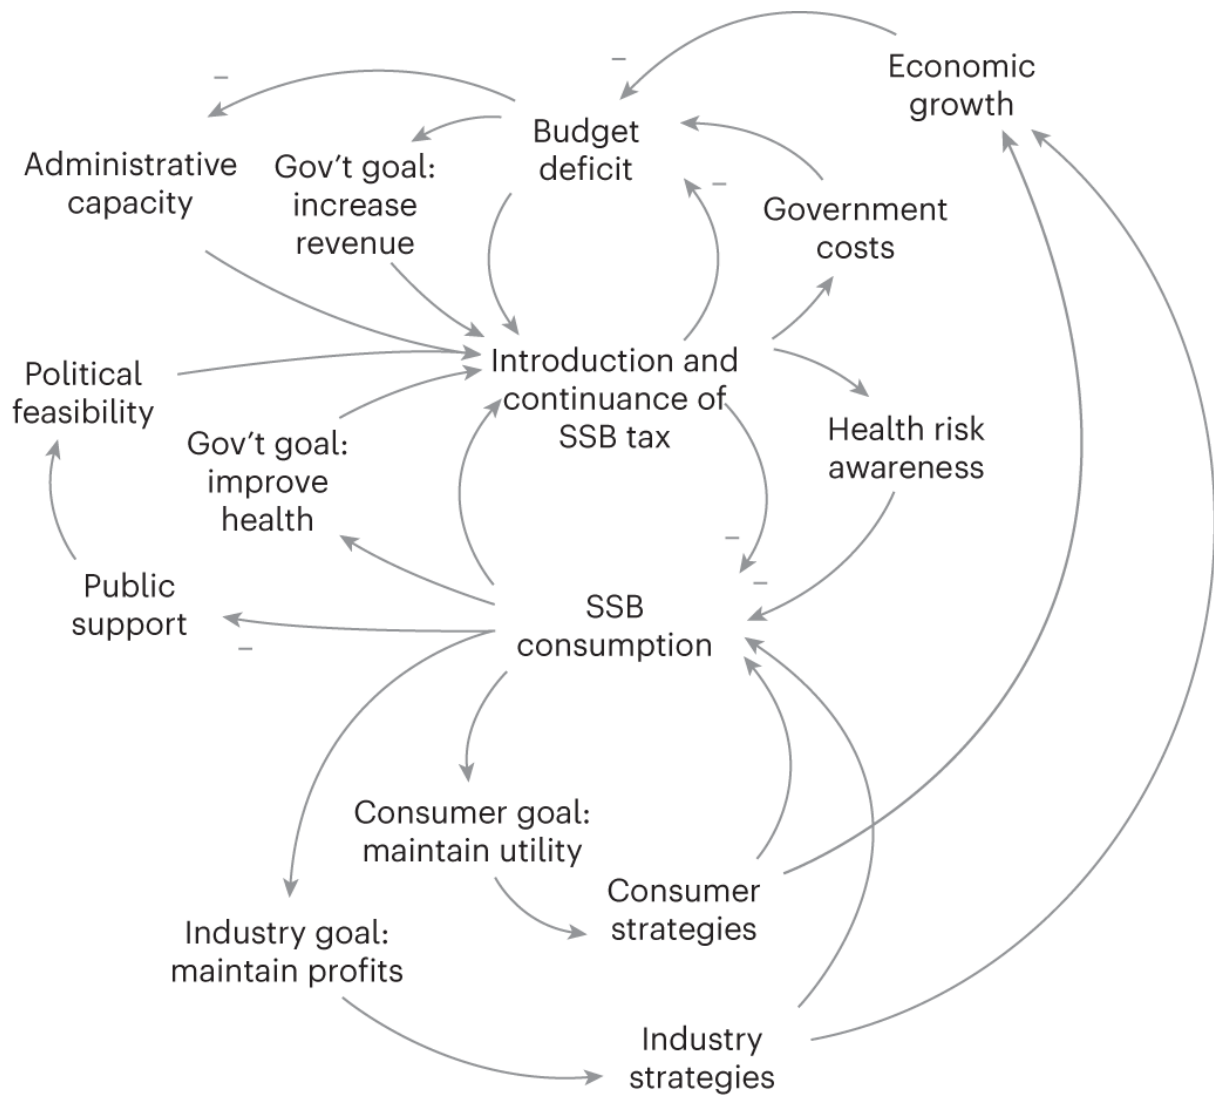 Economic
growth
–
–
Budget
deficit
Administrative
capacity
Gov’t goal:
increase
revenue
–
Government
costs
Introduction and
continuance of
SSB tax
Political
feasibility
Gov’t goal:
improve
health
Health risk
awareness
–
–
Public
support
–
SSB
consumption
Consumer goal:
maintain utility
Consumer
strategies
Industry goal:
maintain profits
Industry
strategies